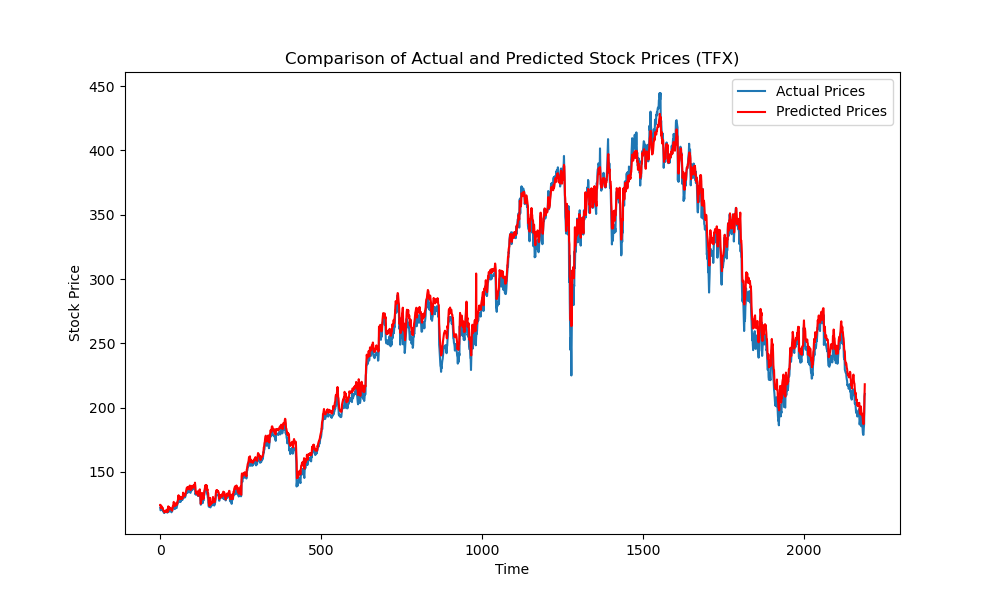 Comparison of Actual and Predicted Stock Prices (TFX)
Actual Prices
Predicted Prices
450
400
350
300
250
200
150
Stock Price
0 500 1000 1500 2000
Time